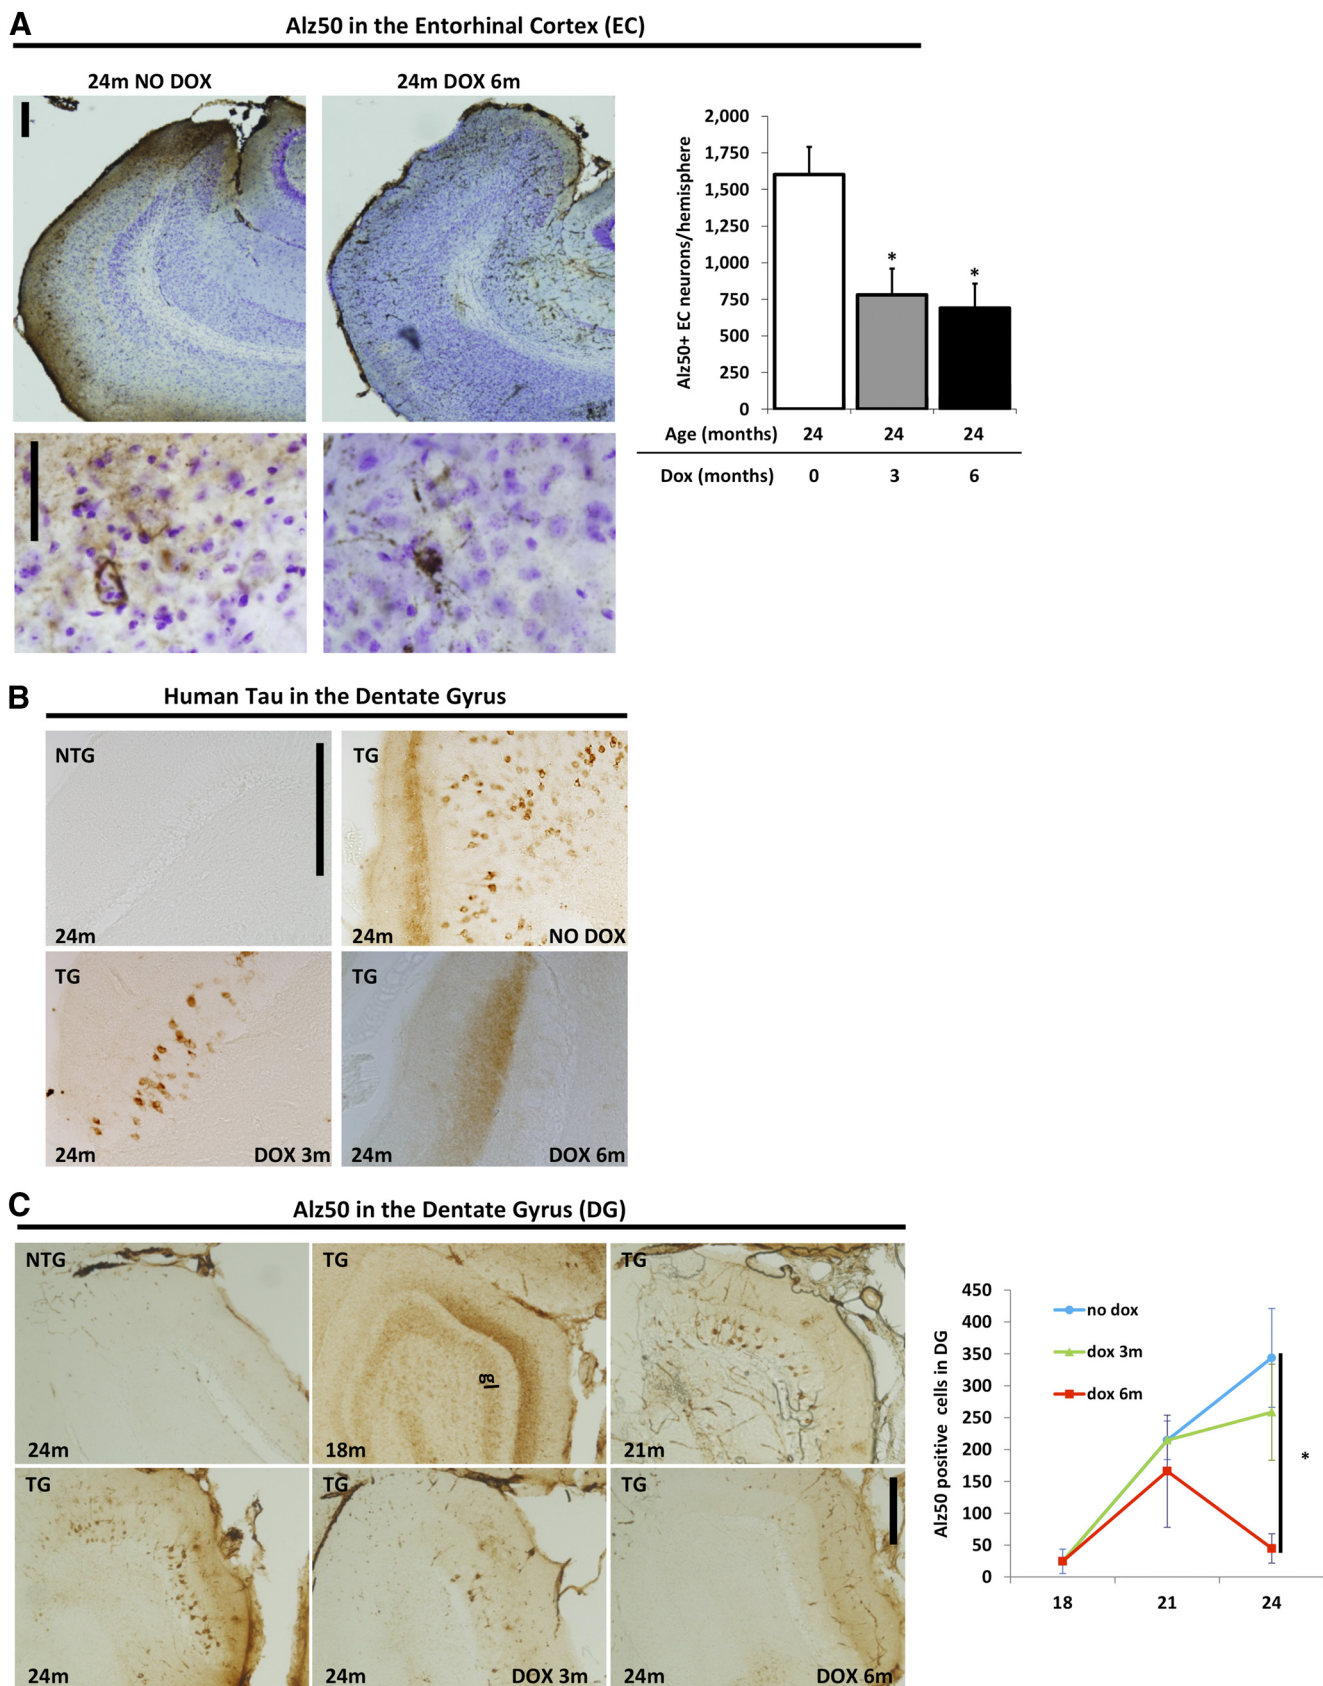 A
Alz50 in the Entorhinal Cortex (EC)
24m NO DOX
24m DOX 6m
Alz50+ EC neurons/hemisphere
2,000
1,750
1,500
1,250
1,000
750
500
250
0
*
*
Age (months) 24 24 24
Dox (months) 0 3 6
B
Human Tau in the Dentate Gyrus
NTG
24m
TG
24m NO DOX
TG
24m DOX 3m
TG
24m DOX 6m
C
Alz50 in the Dentate Gyrus (DG)
NTG
24m
TG
gl
18m
TG
21m
TG
24m
TG
24m DOX 3m
TG
24m DOX 6m
Alz50 positive cells in DG
450
400
350
300
250
200
150
100
50
0
no dox
dox 3m
dox 6m
*
18 21 24